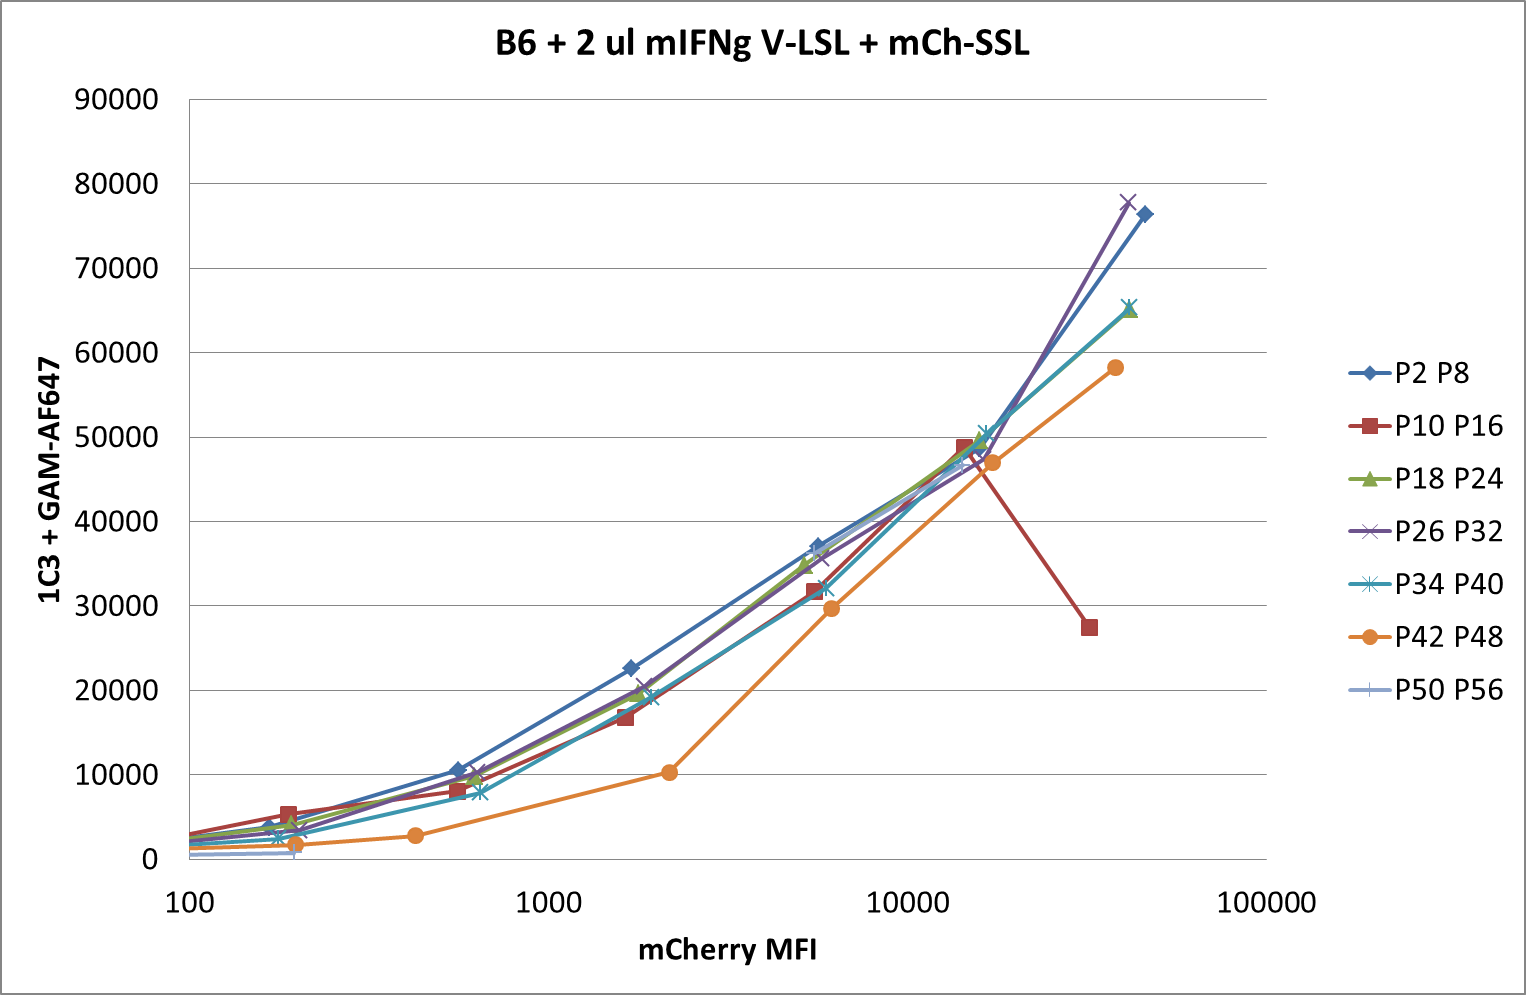 B6 + 2 ul mIFNg V-LSL + mCh-SSL
90000
80000
70000
60000
50000
40000
30000
20000
10000
0
1C3 + GAM-AF647
100 1000 10000 100000
mCherry MFI
P2 P8
P10 P16
P18 P24
P26 P32
P34 P40
P42 P48
P50 P56